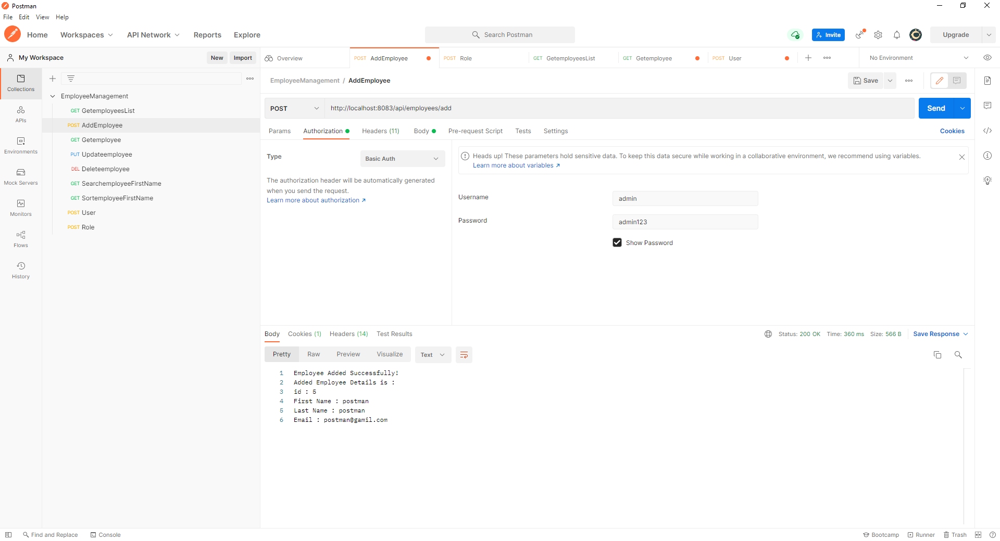 Postman
File Edit View Help
Home Workspaces API Network Reports Explore
Search Postman
Invite
Upgrade
My Workspace
New Import
Overview
POST AddEmployee
POST Role
GET GetemployeesList
GET Getemployee
POST User
No Environment
Collections
APIs
Environments
Mock Servers
Monitors
Flows
History
EmployeeManagement
GET GetemployeesList
POST AddEmployee
GET Getemployee
PUT Updateemployee
DEL Deleteemployee
GET SearchemployeeFirstName
GET SortemployeeFirstName
POST User
POST Role
EmployeeManagement / AddEmployee
Save
POST http://localhost:8083/api/employees/add
Send
Params Authorization Headers (11) Body Pre-request Script Tests Settings
Cookies
Type Basic Auth
The authorization header will be automatically generated
when you send the request.
Learn more about authorization ↗
Heads up! These parameters hold sensitive data. To keep this data secure while working in a collaborative environment, we recommend using variables.
Learn more about variables ↗
Username admin
Password admin123
Show Password
Body Cookies (1) Headers (14) Test Results
Status: 200 OK Time: 360 ms Size: 566 B Save Response
Pretty Raw Preview Visualize Text
1 Employee Added Successfully!
2 Added Employee Details is :
3 id : 5
4 First Name : postman
5 Last Name : postman
6 Email : postman@gamil.com
Find and Replace Console
Bootcamp Runner Trash